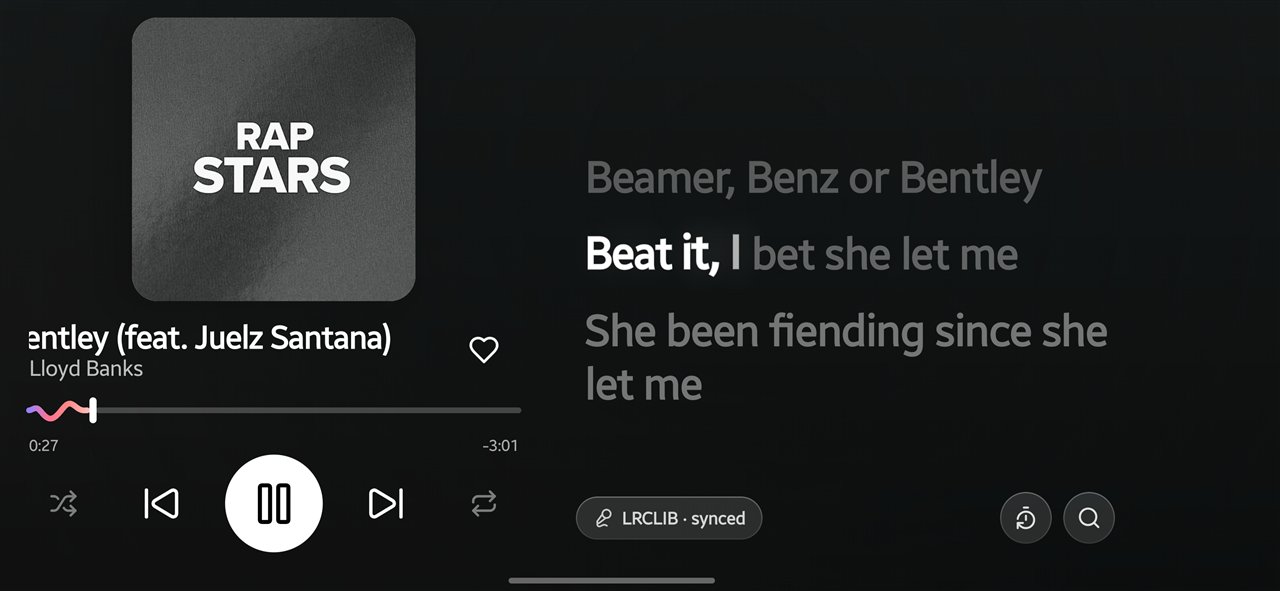 RAP
STARS
entley (feat. Juelz Santana)
Lloyd Banks
0:27
-3:01
Beamer, Benz or Bentley
Beat it, I bet she let me
She been fiending since she
let me
LRCLIB · synced